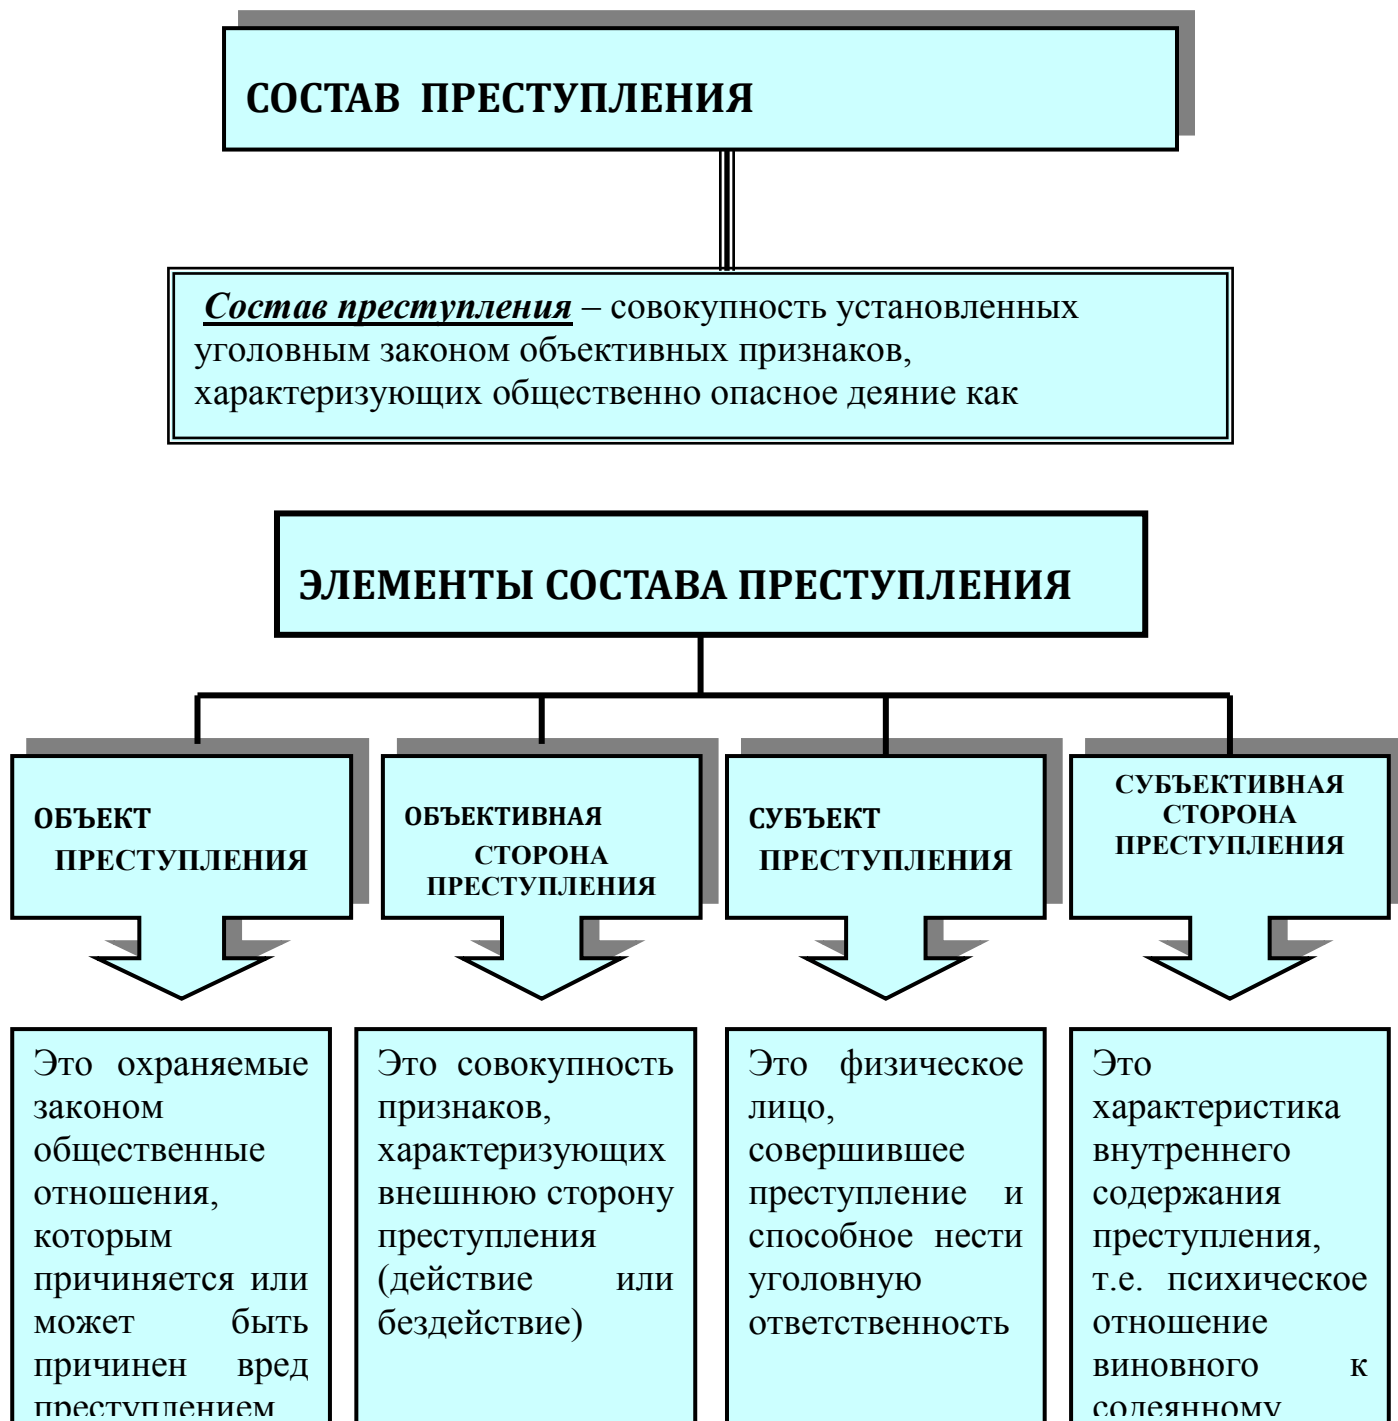 СОСТАВ ПРЕСТУПЛЕНИЯ
Состав преступления – совокупность установленных
уголовным законом объективных признаков,
характеризующих общественно опасное деяние как
ЭЛЕМЕНТЫ СОСТАВА ПРЕСТУПЛЕНИЯ
ОБЪЕКТ
ПРЕСТУПЛЕНИЯ
ОБЪЕКТИВНАЯ
СТОРОНА
ПРЕСТУПЛЕНИЯ
СУБЪЕКТ
ПРЕСТУПЛЕНИЯ
СУБЪЕКТИВНАЯ
СТОРОНА
ПРЕСТУПЛЕНИЯ
Это охраняемые
законом
общественные
отношения,
которым
причиняется или
может быть
причинен вред
преступлением
Это совокупность
признаков,
характеризующих
внешнюю сторону
преступления
(действие или
бездействие)
Это физическое
лицо,
совершившее
преступление и
способное нести
уголовную
ответственность
Это
характеристика
внутреннего
содержания
преступления,
т.е. психическое
отношение
виновного к
содеянному